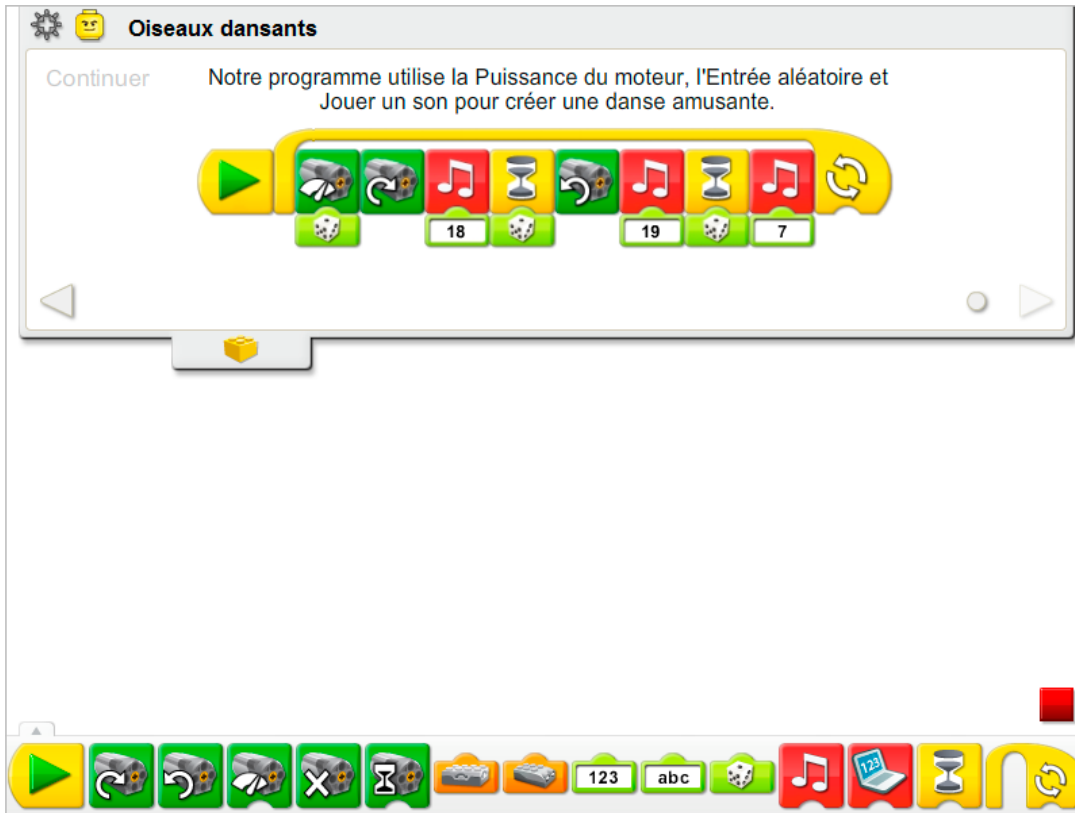 Oiseaux dansants
Continuer
Notre programme utilise la Puissance du moteur, l'Entrée aléatoire et
Jouer un son pour créer une danse amusante.
18 19 7
123 abc 123